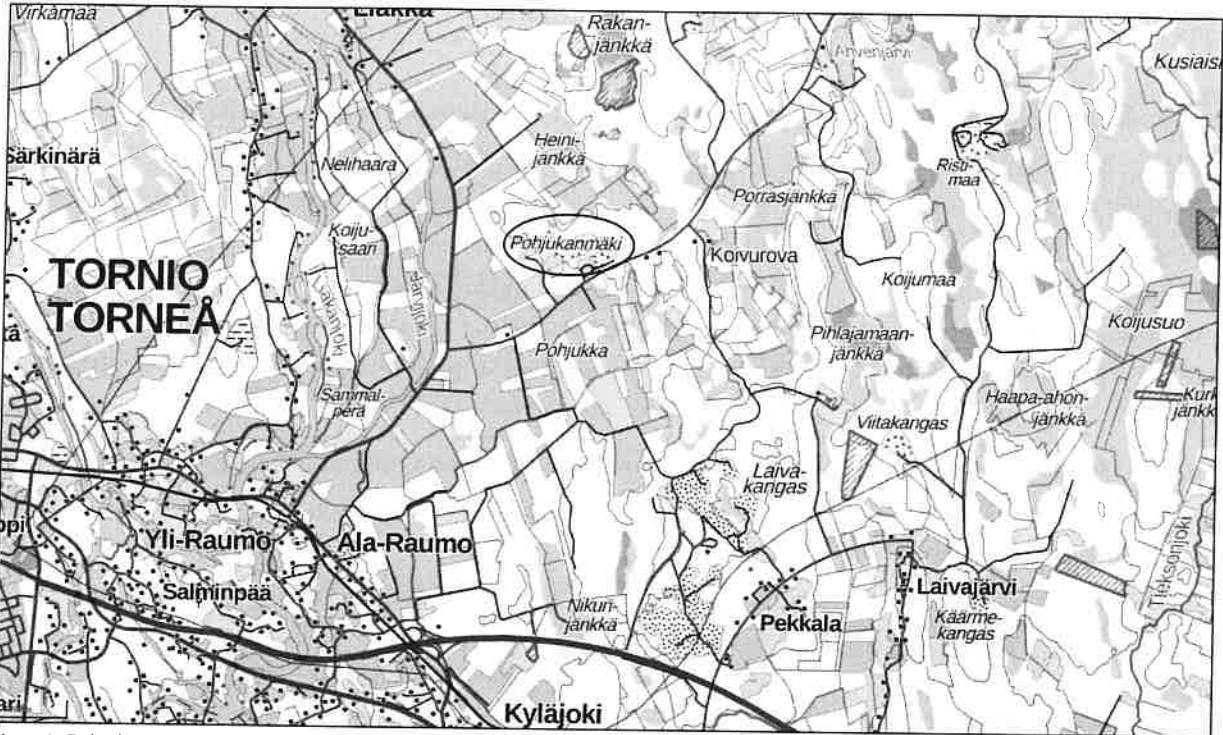 Virkamaa
Rakan-
jänkkä
Arvenjärvi
Särkinärä
Nelihaara
Heini-
jänkkä
Risti-
maa
Porrasjänkkä
Koiju-
saari
Pohjukanmäki
Koivurova
TORNIO
TORNEÅ
Koijumaa
Pohjukka
Pihlajamaan-
jänkkä
Koijusuo
Sammal-
perä
Haapa-ahon-
jänkkä
Viitakangas
Laiva-
kangas
Yli-Raumo
Ala-Raumo
Salminpää
Nikun-
jänkkä
Pekkala
Laivajärvi
Käärme-
kangas
Kyläjoki